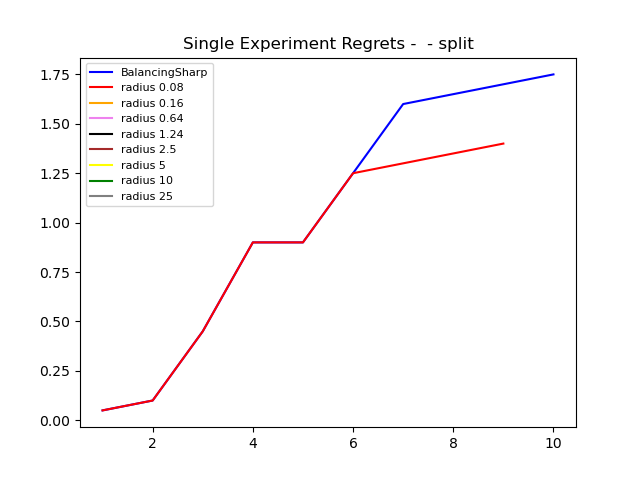 Single Experiment Regrets -  - split
BalancingSharp
radius 0.08
radius 0.16
radius 0.64
radius 1.24
radius 2.5
radius 5
radius 10
radius 25
1.75
1.50
1.25
1.00
0.75
0.50
0.25
0.00
2 4 6 8 10